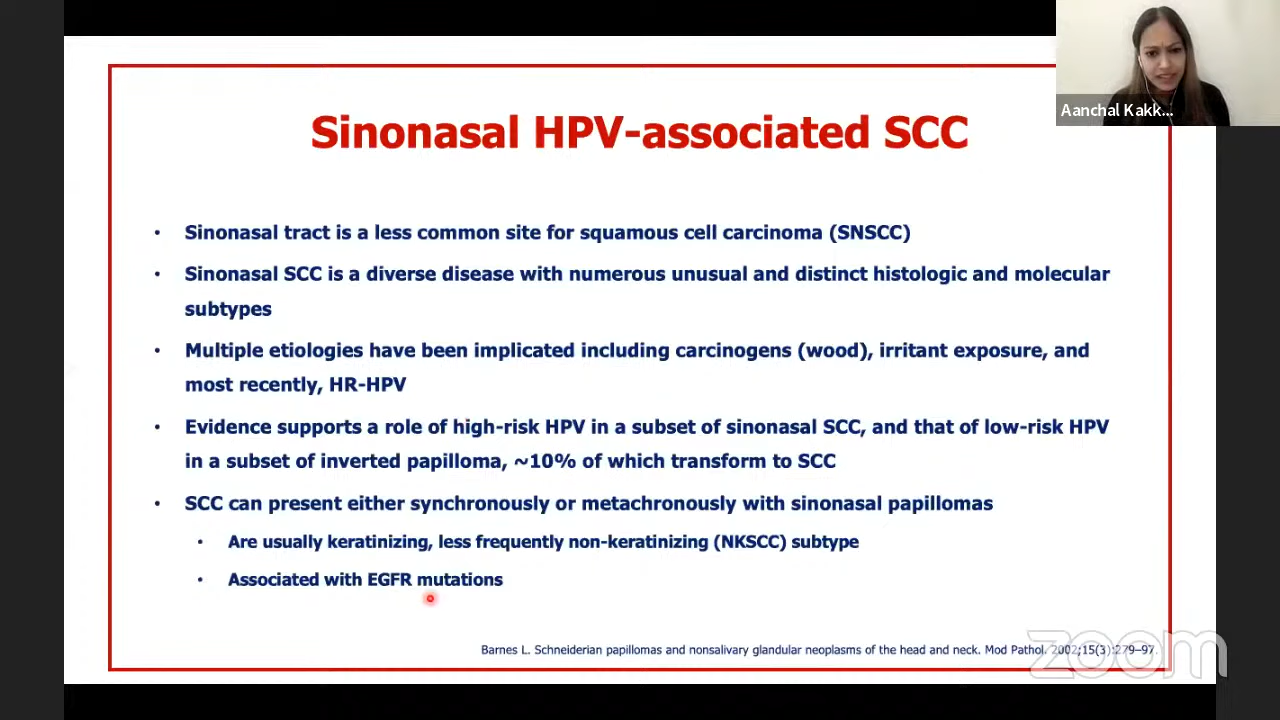 Aanchal Kakk...
Sinonasal HPV-associated SCC
• Sinonasal tract is a less common site for squamous cell carcinoma (SNSCC)
• Sinonasal SCC is a diverse disease with numerous unusual and distinct histologic and molecular
subtypes
• Multiple etiologies have been implicated including carcinogens (wood), irritant exposure, and
most recently, HR-HPV
• Evidence supports a role of high-risk HPV in a subset of sinonasal SCC, and that of low-risk HPV
in a subset of inverted papilloma, ~10% of which transform to SCC
• SCC can present either synchronously or metachronously with sinonasal papillomas
• Are usually keratinizing, less frequently non-keratinizing (NKSCC) subtype
• Associated with EGFR mutations
Barnes L. Schneiderian papillomas and nonsalivary glandular neoplasms of the head and neck. Mod Pathol. 2002;15(3):279–97.
zoom